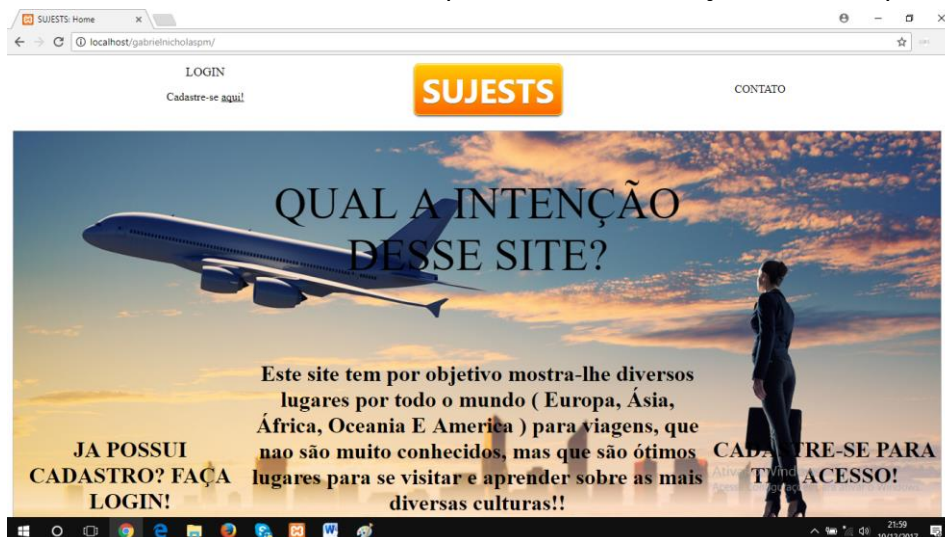 SUJESTS: Home
localhost/gabrielnicholaspm/
LOGIN
Cadastre-se aqui!
SUJESTS
CONTATO
QUAL A INTENÇÃO
DESSE SITE?
Este site tem por objetivo mostra-lhe diversos
lugares por todo o mundo ( Europa, Ásia,
África, Oceania E America ) para viagens, que
nao são muito conhecidos, mas que são ótimos
lugares para se visitar e aprender sobre as mais
diversas culturas!!
JA POSSUI
CADASTRO? FAÇA
LOGIN!
CADASTRE-SE PARA
ACESSO!
21:59
10/12/2017